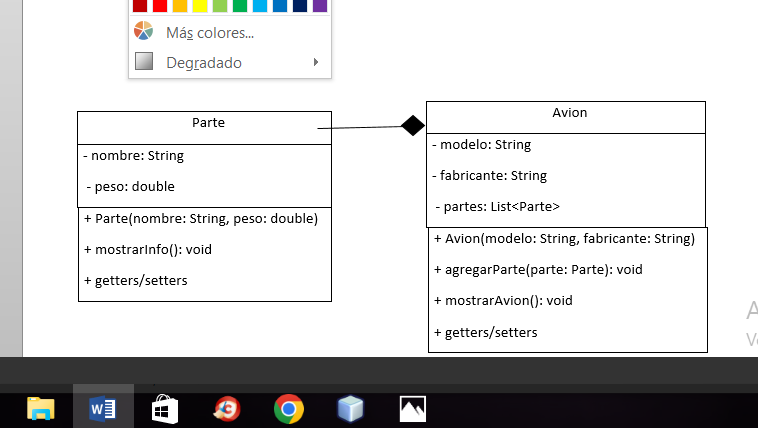 Más colores...
Degradado
Parte
- nombre: String
- peso: double
+ Parte(nombre: String, peso: double)
+ mostrarInfo(): void
+ getters/setters
Avion
- modelo: String
- fabricante: String
- partes: List<Parte>
+ Avion(modelo: String, fabricante: String)
+ agregarParte(parte: Parte): void
+ mostrarAvion(): void
+ getters/setters